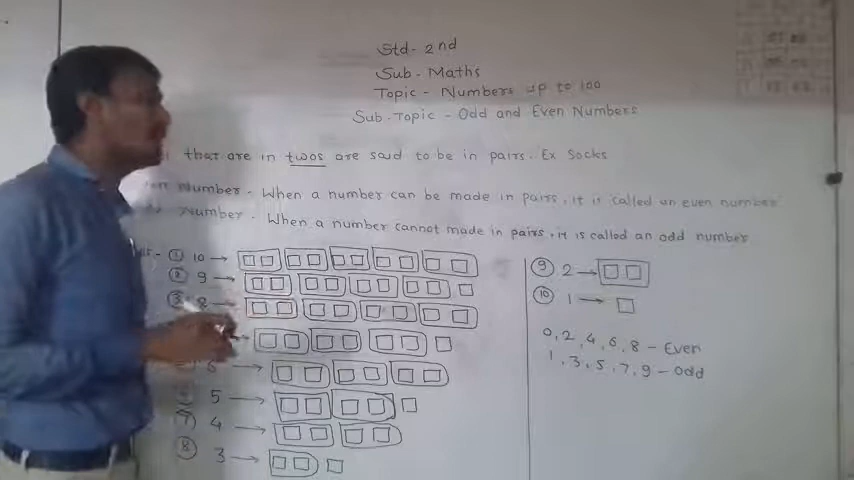 Std - 2nd
Sub - Maths
Topic - Numbers up to 100
Sub-Topic - Odd and Even Numbers
that are in twos are said to be in pairs. Ex Socks
Number - When a number can be made in pairs, it is called an even number
Number - When a number cannot made in pairs, it is called an odd number
① 10 →
② 9 →
③ 8 →
6 →
5 →
⑦ 4 →
⑧ 3 →
⑨ 2 →
⑩ 1 →
0, 2, 4, 6, 8 - Even
1, 3, 5, 7, 9 - Odd